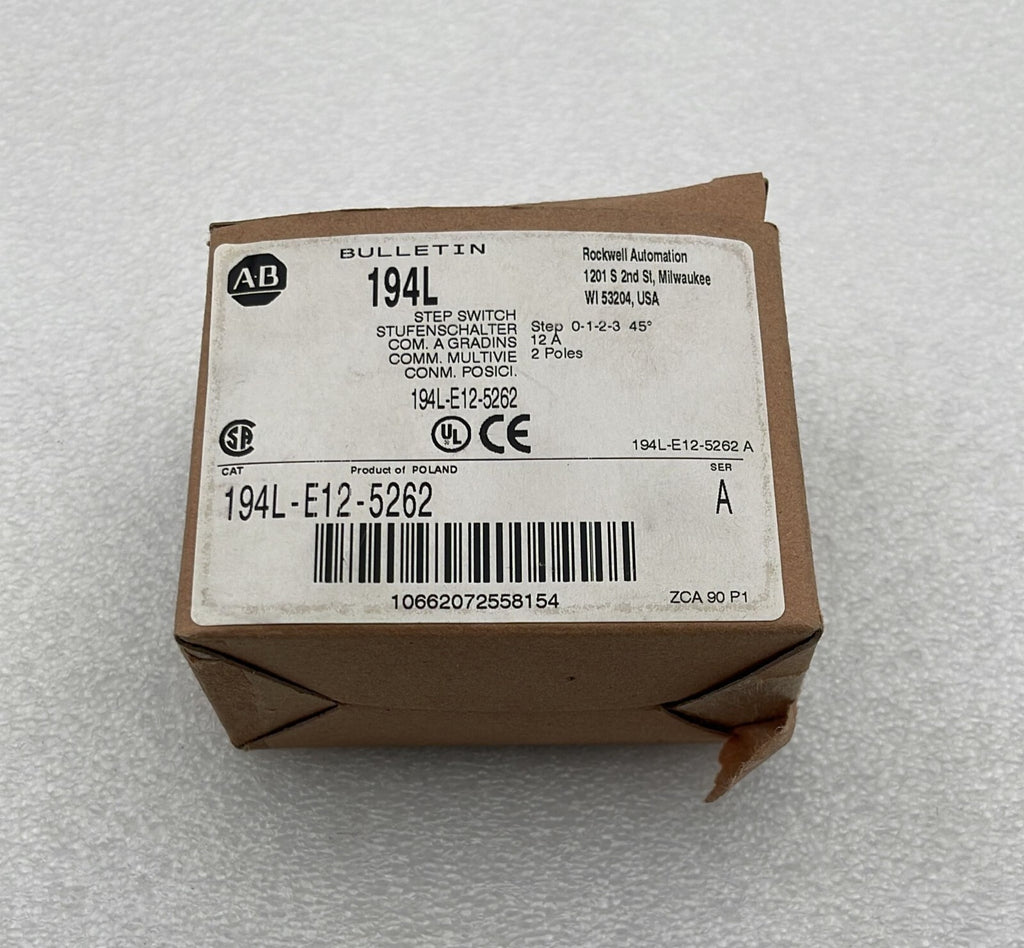 A·B
BULLETIN
194L
Rockwell Automation
1201 S 2nd St, Milwaukee
WI 53204, USA
STEP SWITCH
STUFENSCHALTER
COM. A GRADINS
COMM. MULTIVIE
CONM. POSICI.
Step 0-1-2-3 45°
12 A
2 Poles
194L-E12-5262
SA
UL
CE
194L-E12-5262 A
CAT
Product of POLAND
SER
194L-E12-5262
A
10662072558154
ZCA 90 P1